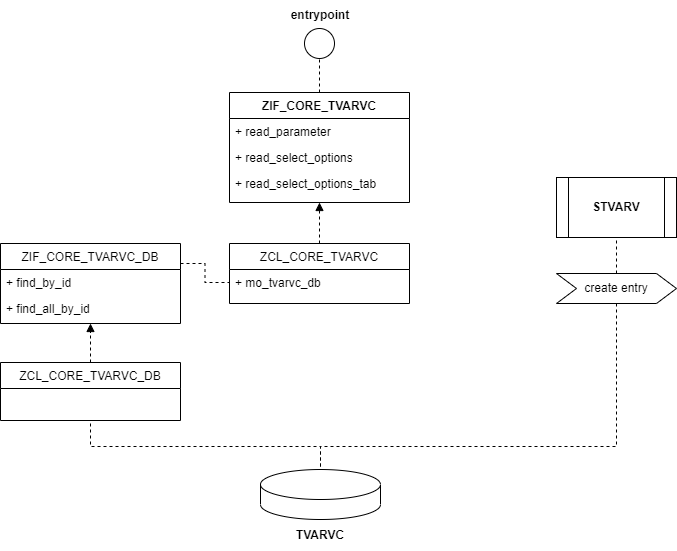 entrypoint
ZIF_CORE_TVARVC
+ read_parameter
+ read_select_options
+ read_select_options_tab
STVARV
ZIF_CORE_TVARVC_DB
+ find_by_id
+ find_all_by_id
ZCL_CORE_TVARVC
+ mo_tvarvc_db
create entry
ZCL_CORE_TVARVC_DB
TVARVC